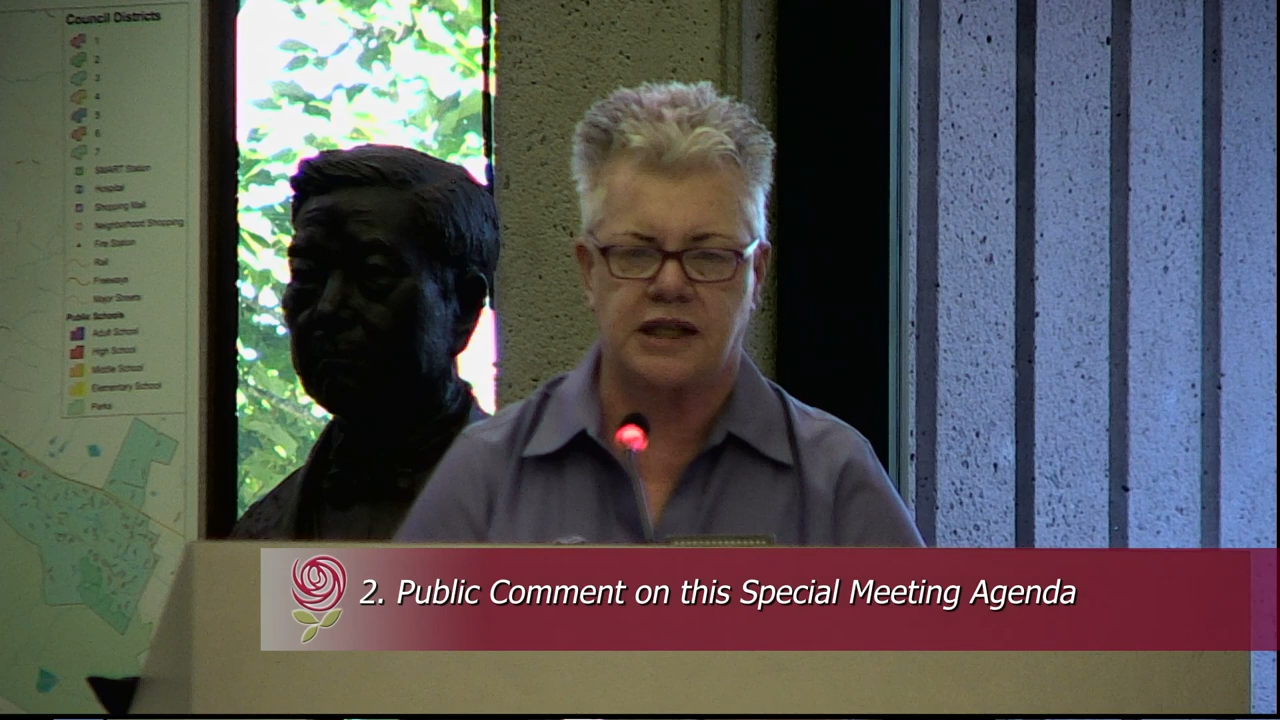 Council Districts
1
2
3
4
5
6
7
SMART Station
Hospital
Shopping Mall
Neighborhood Shopping
Fire Station
Rail
Freeways
Major Streets
Public Schools
Adult School
High School
Middle School
Elementary School
Parks
2. Public Comment on this Special Meeting Agenda